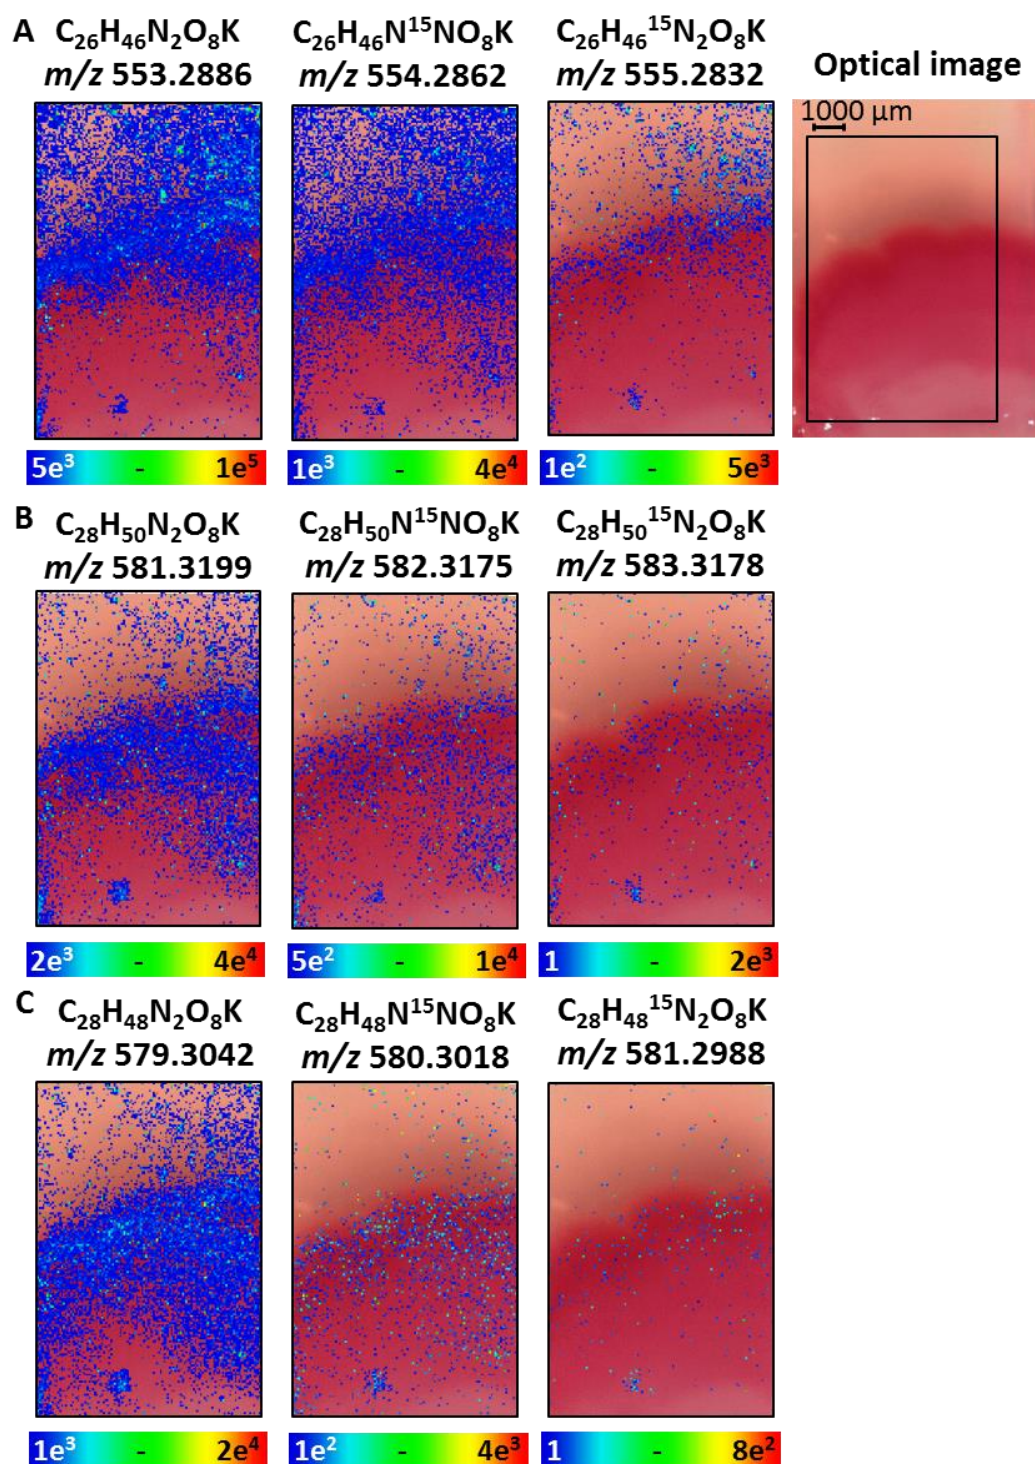 A C₂₆H₄₆N₂O₈K C₂₆H₄₆N¹⁵NO₈K C₂₆H₄₆¹⁵N₂O₈K
m/z 553.2886 m/z 554.2862 m/z 555.2832 Optical image
1000 µm
5e³ - 1e⁵ 1e³ - 4e⁴ 1e² - 5e³
B C₂₈H₅₀N₂O₈K C₂₈H₅₀N¹⁵NO₈K C₂₈H₅₀¹⁵N₂O₈K
m/z 581.3199 m/z 582.3175 m/z 583.3178
2e³ - 4e⁴ 5e² - 1e⁴ 1 - 2e³
C C₂₈H₄₈N₂O₈K C₂₈H₄₈N¹⁵NO₈K C₂₈H₄₈¹⁵N₂O₈K
m/z 579.3042 m/z 580.3018 m/z 581.2988
1e³ - 2e⁴ 1e² - 4e³ 1 - 8e²